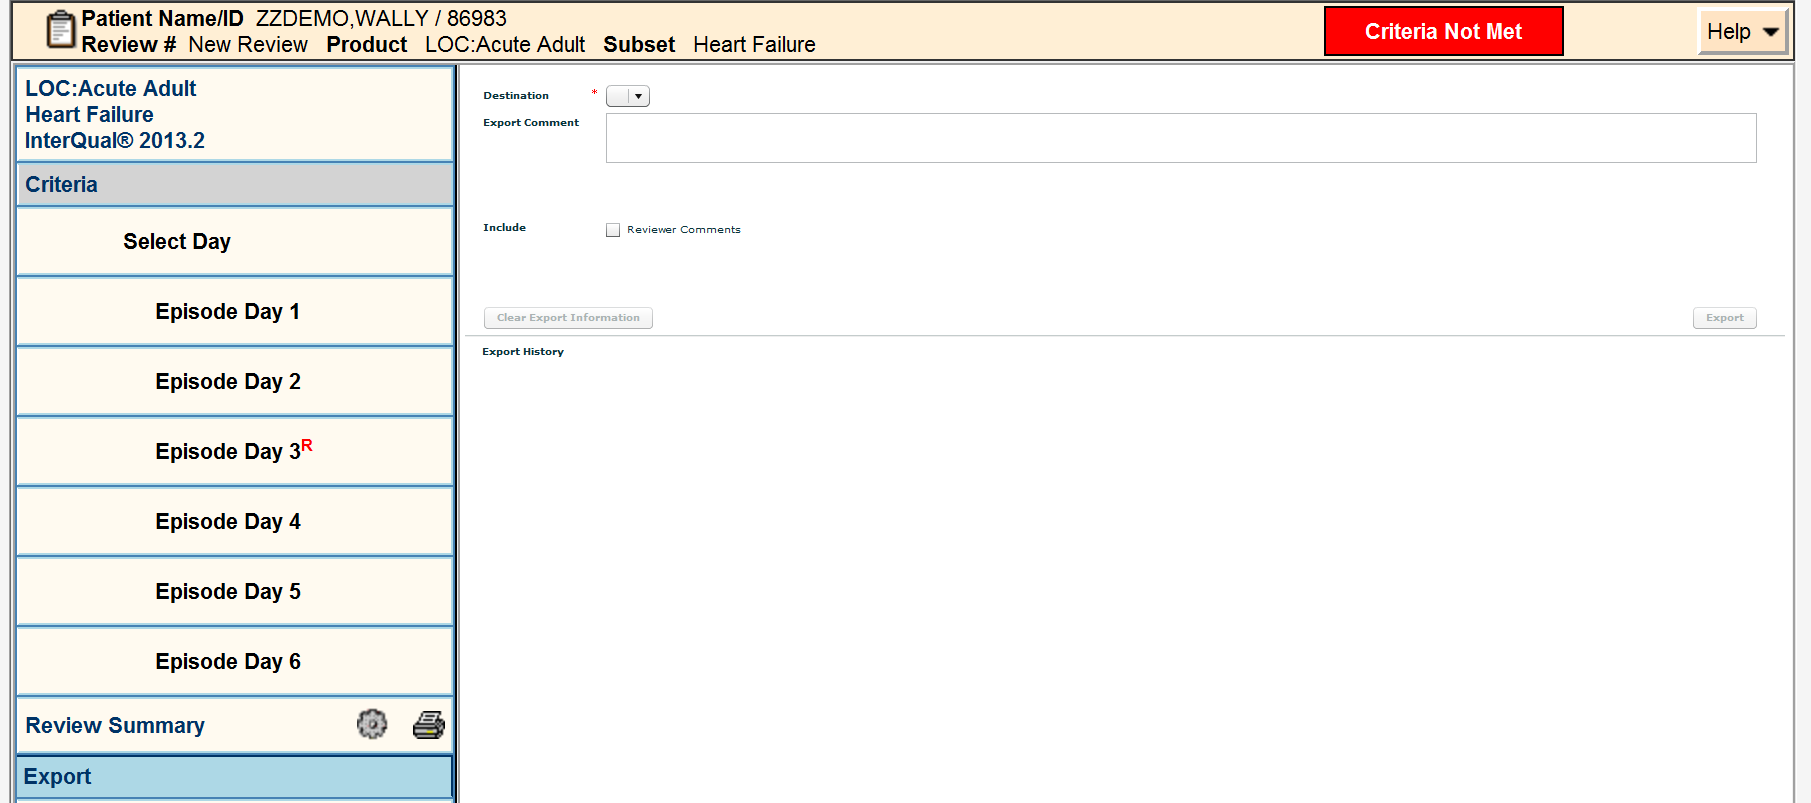 Patient Name/ID ZZDEMO,WALLY / 86983
Review # New Review Product LOC:Acute Adult Subset Heart Failure
Criteria Not Met
Help
LOC:Acute Adult
Heart Failure
InterQual® 2013.2
Criteria
Select Day
Episode Day 1
Episode Day 2
Episode Day 3R
Episode Day 4
Episode Day 5
Episode Day 6
Review Summary
Export
Destination *
Export Comment
Include Reviewer Comments
Clear Export Information Export
Export History